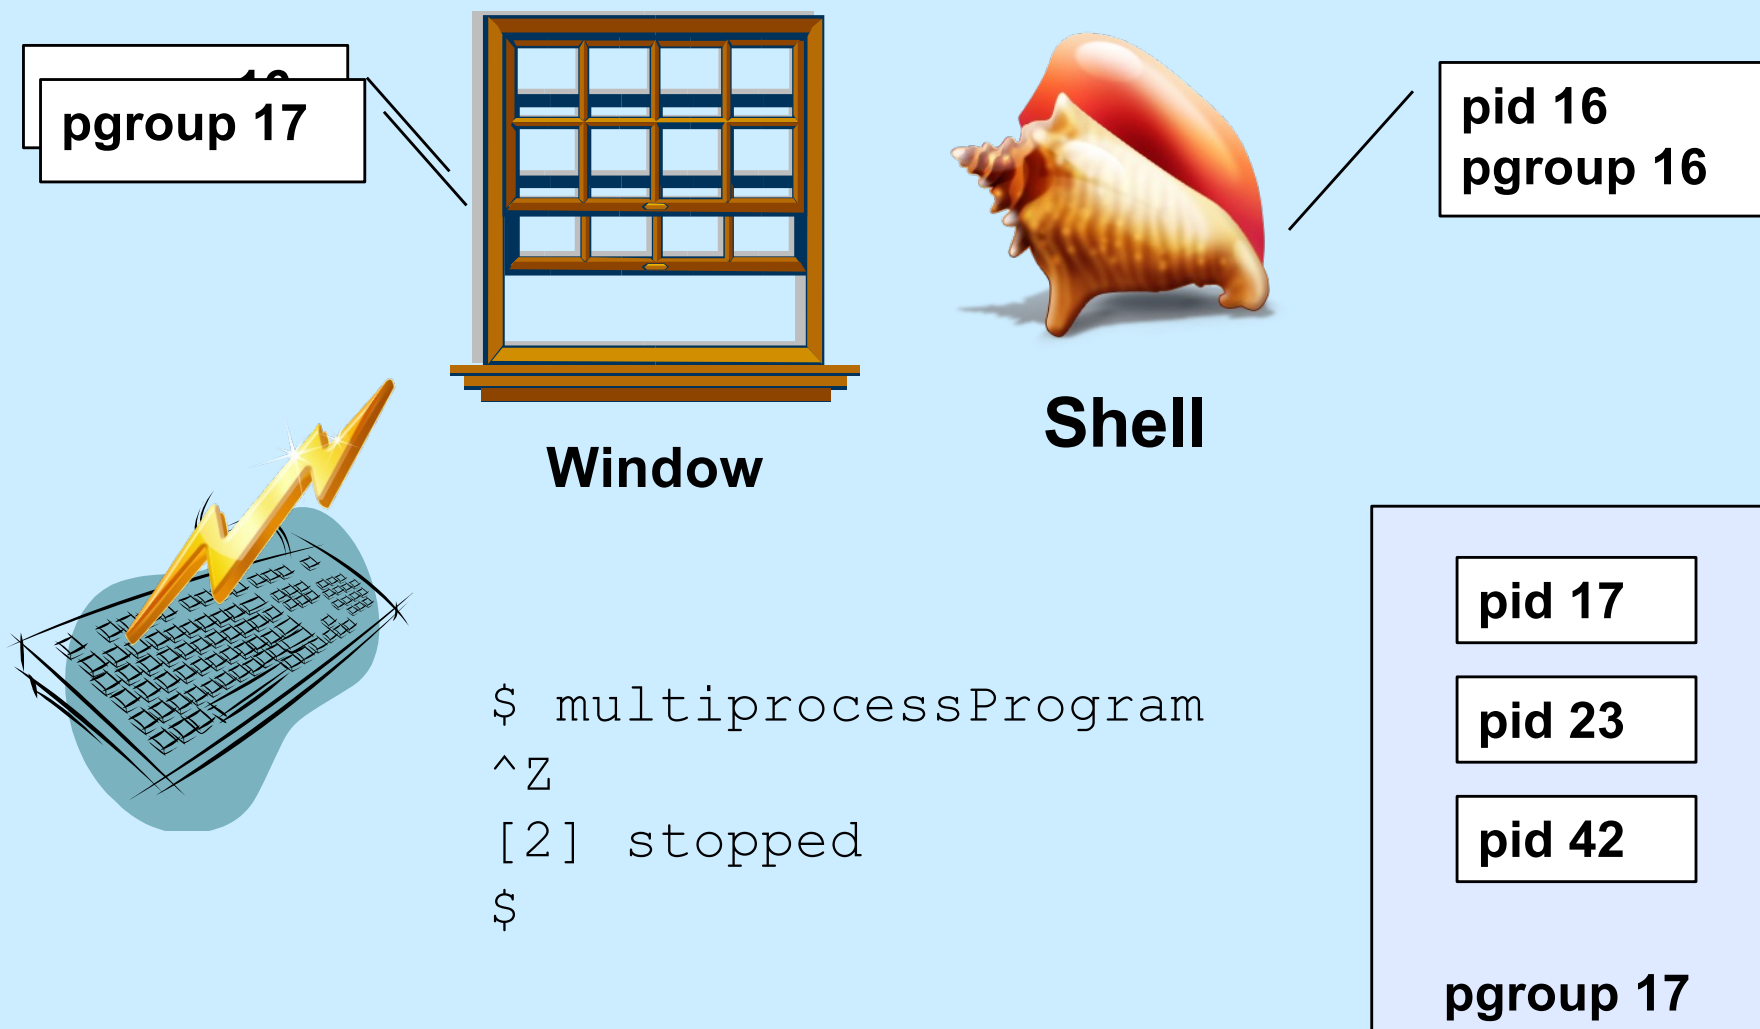 pgroup 17
pid 16
pgroup 16
Window
Shell
$ multiprocessProgram
^Z
[2] stopped
$
pid 17
pid 23
pid 42
pgroup 17